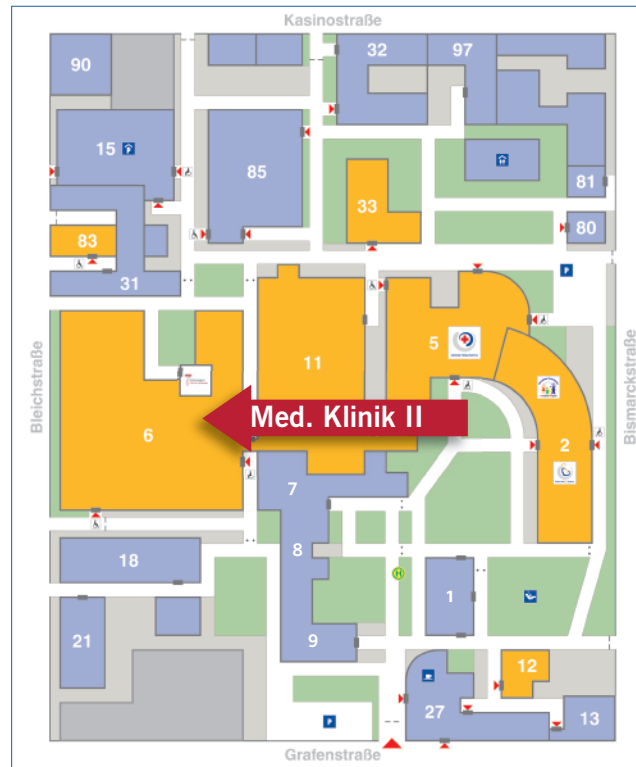 Kasinostraße
90
32
97
15
P
85
81
33
80
83
31
P
5
11
Bleichstraße
6
Med. Klinik II
2
Bismarckstraße
7
8
18
H
1
21
9
12
27
13
P
Grafenstraße